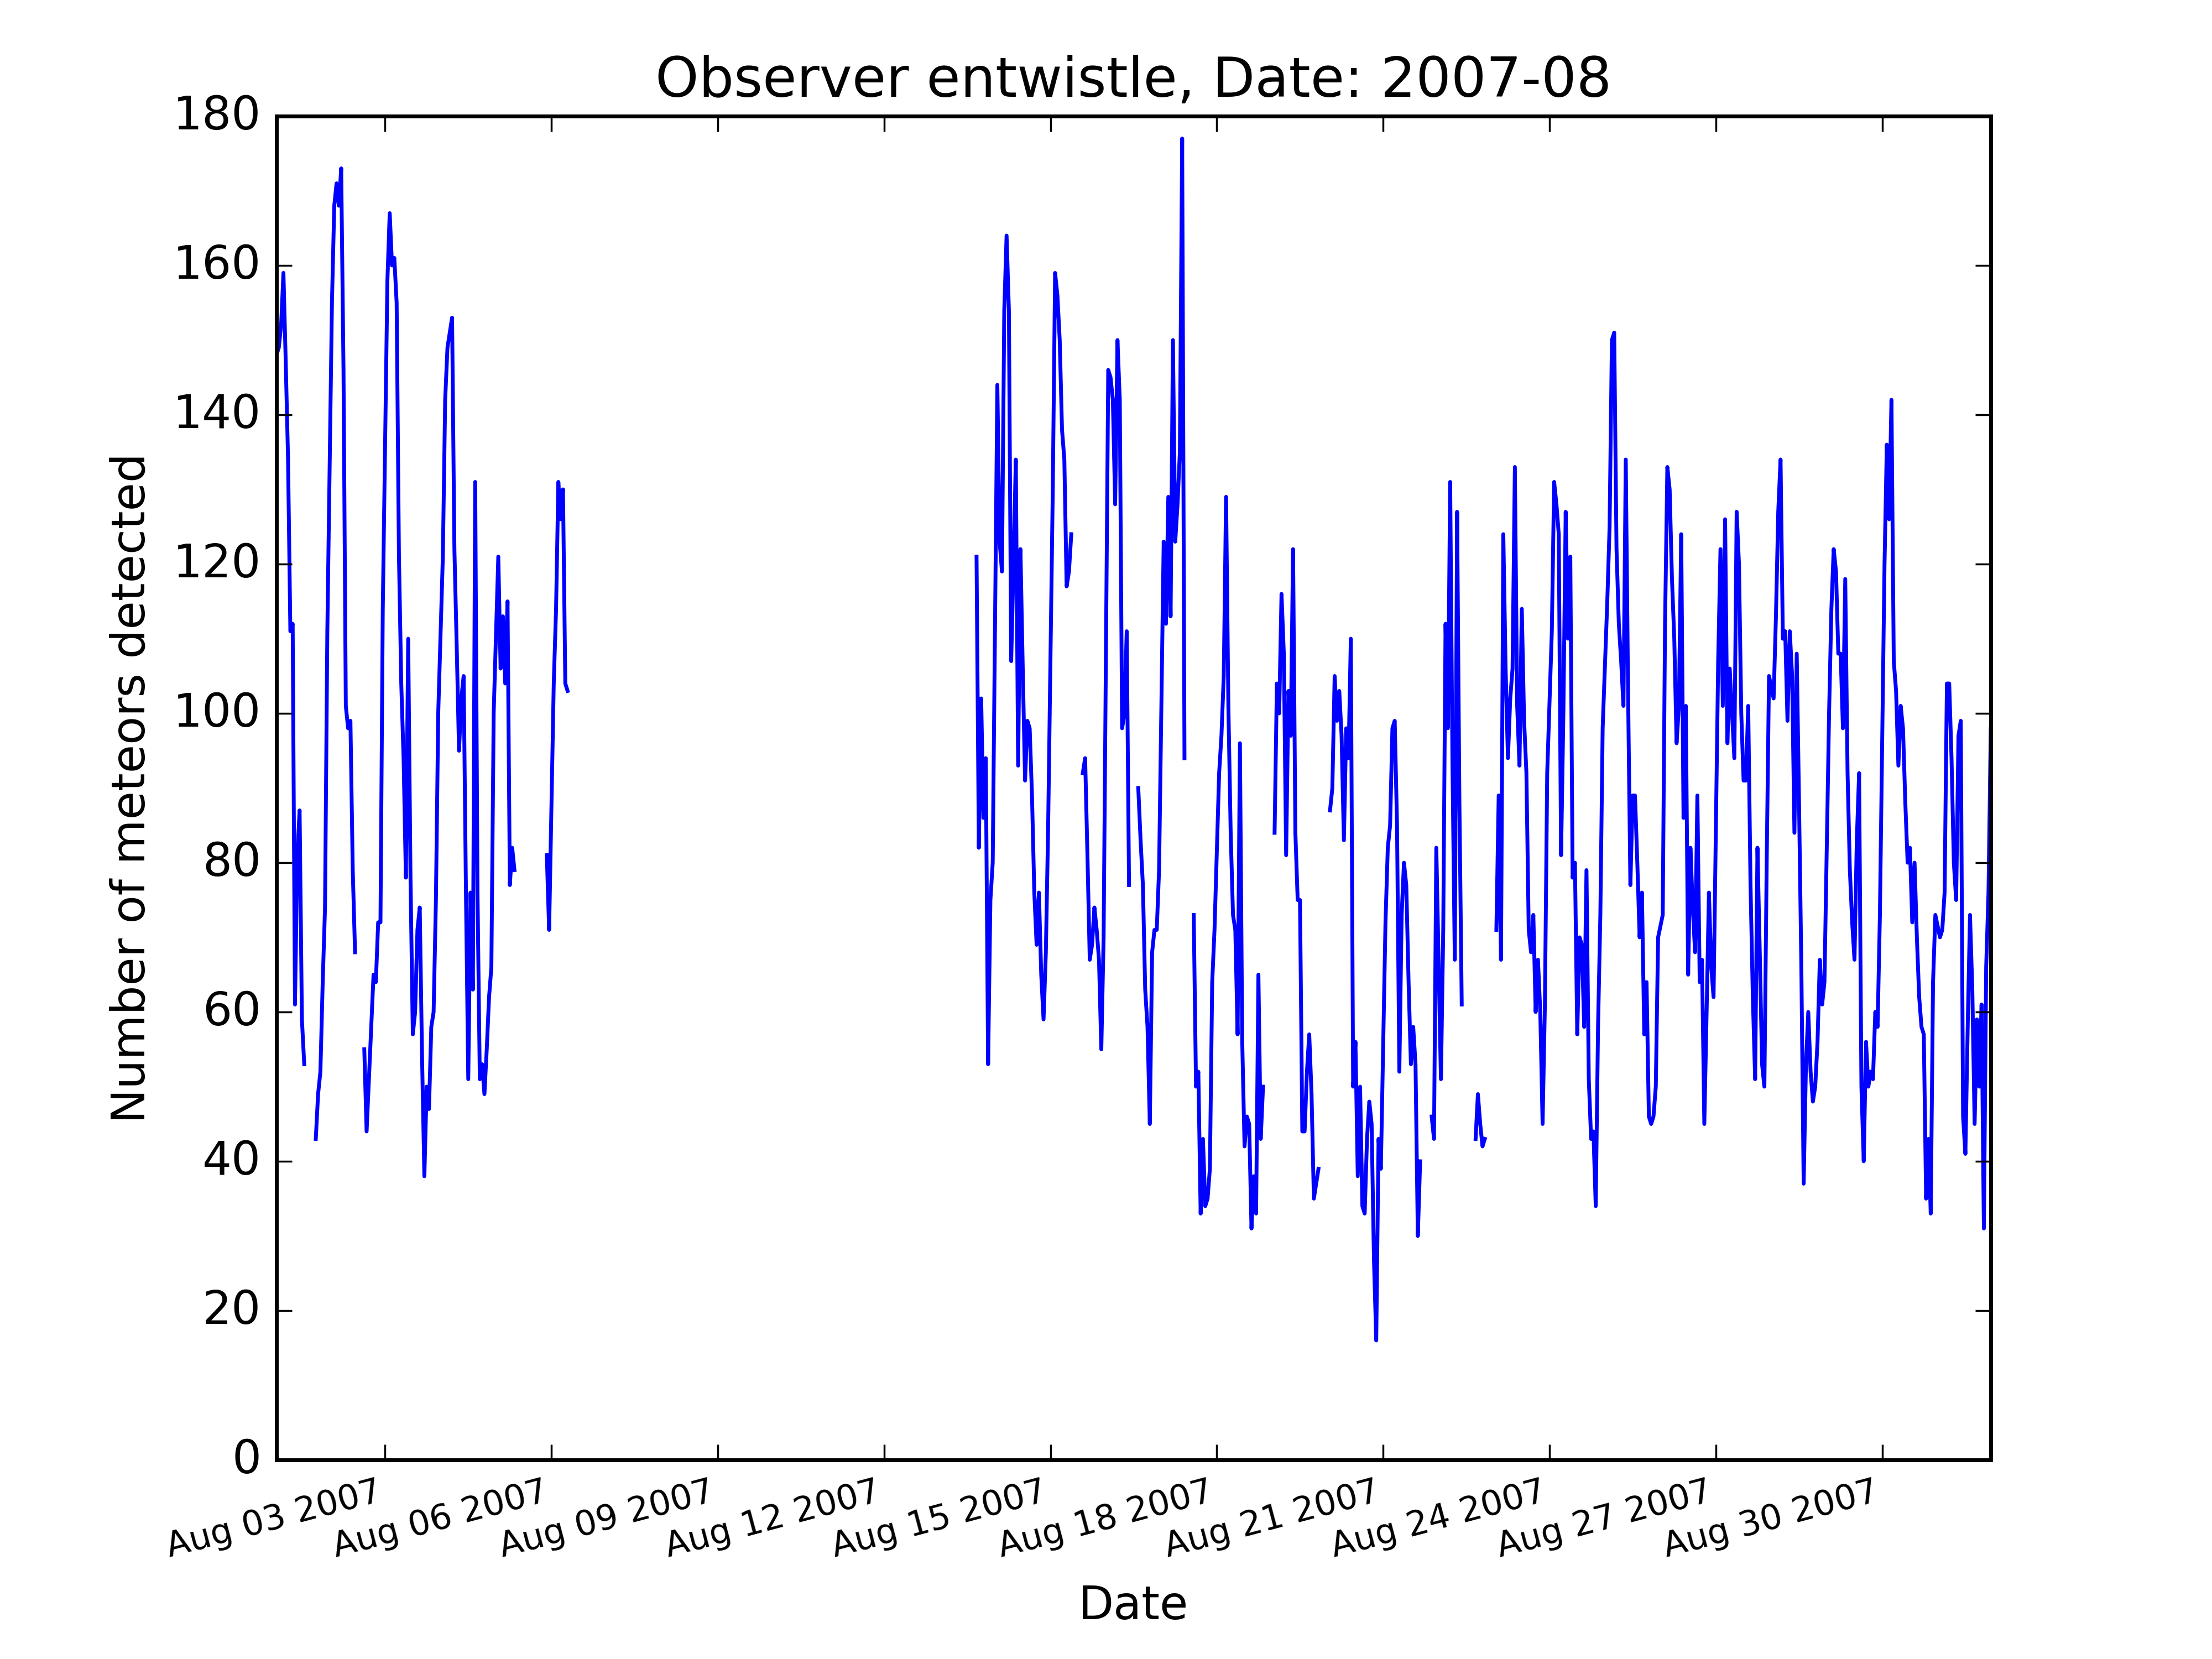 Observer entwistle, Date: 2007-08
180
160
140
120
100
80
60
40
20
0
Number of meteors detected
Aug 03 2007
Aug 06 2007
Aug 09 2007
Aug 12 2007
Aug 15 2007
Aug 18 2007
Aug 21 2007
Aug 24 2007
Aug 27 2007
Aug 30 2007
Date